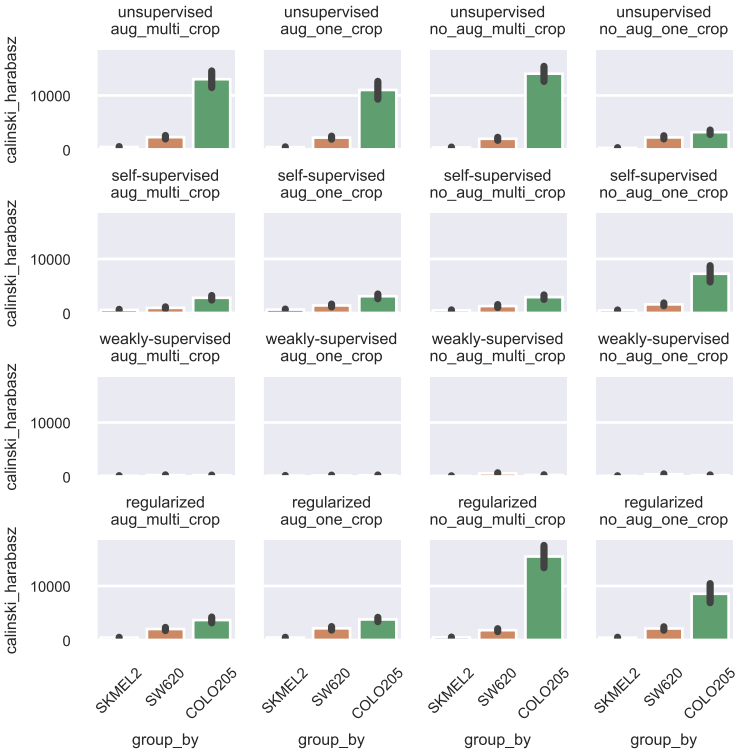 unsupervised unsupervised unsupervised unsupervised
aug_multi_crop aug_one_crop no_aug_multi_crop no_aug_one_crop
calinski_harabasz
10000
0
self-supervised self-supervised self-supervised self-supervised
aug_multi_crop aug_one_crop no_aug_multi_crop no_aug_one_crop
calinski_harabasz
10000
0
weakly-supervised weakly-supervised weakly-supervised weakly-supervised
aug_multi_crop aug_one_crop no_aug_multi_crop no_aug_one_crop
calinski_harabasz
10000
0
regularized regularized regularized regularized
aug_multi_crop aug_one_crop no_aug_multi_crop no_aug_one_crop
calinski_harabasz
10000
0
SKMEL2 SW620 COLO205 SKMEL2 SW620 COLO205 SKMEL2 SW620 COLO205 SKMEL2 SW620 COLO205
group_by group_by group_by group_by